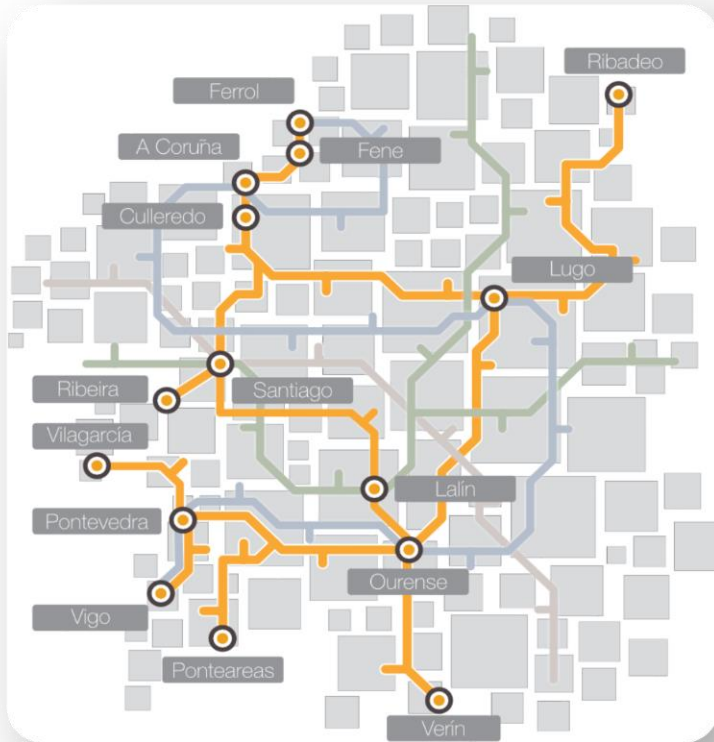 Ribadeo
Ferrol
A Coruña
Fene
Culleredo
Lugo
Ribeira
Santiago
Vilagarcía
Lalín
Pontevedra
Ourense
Vigo
Ponteareas
Verín